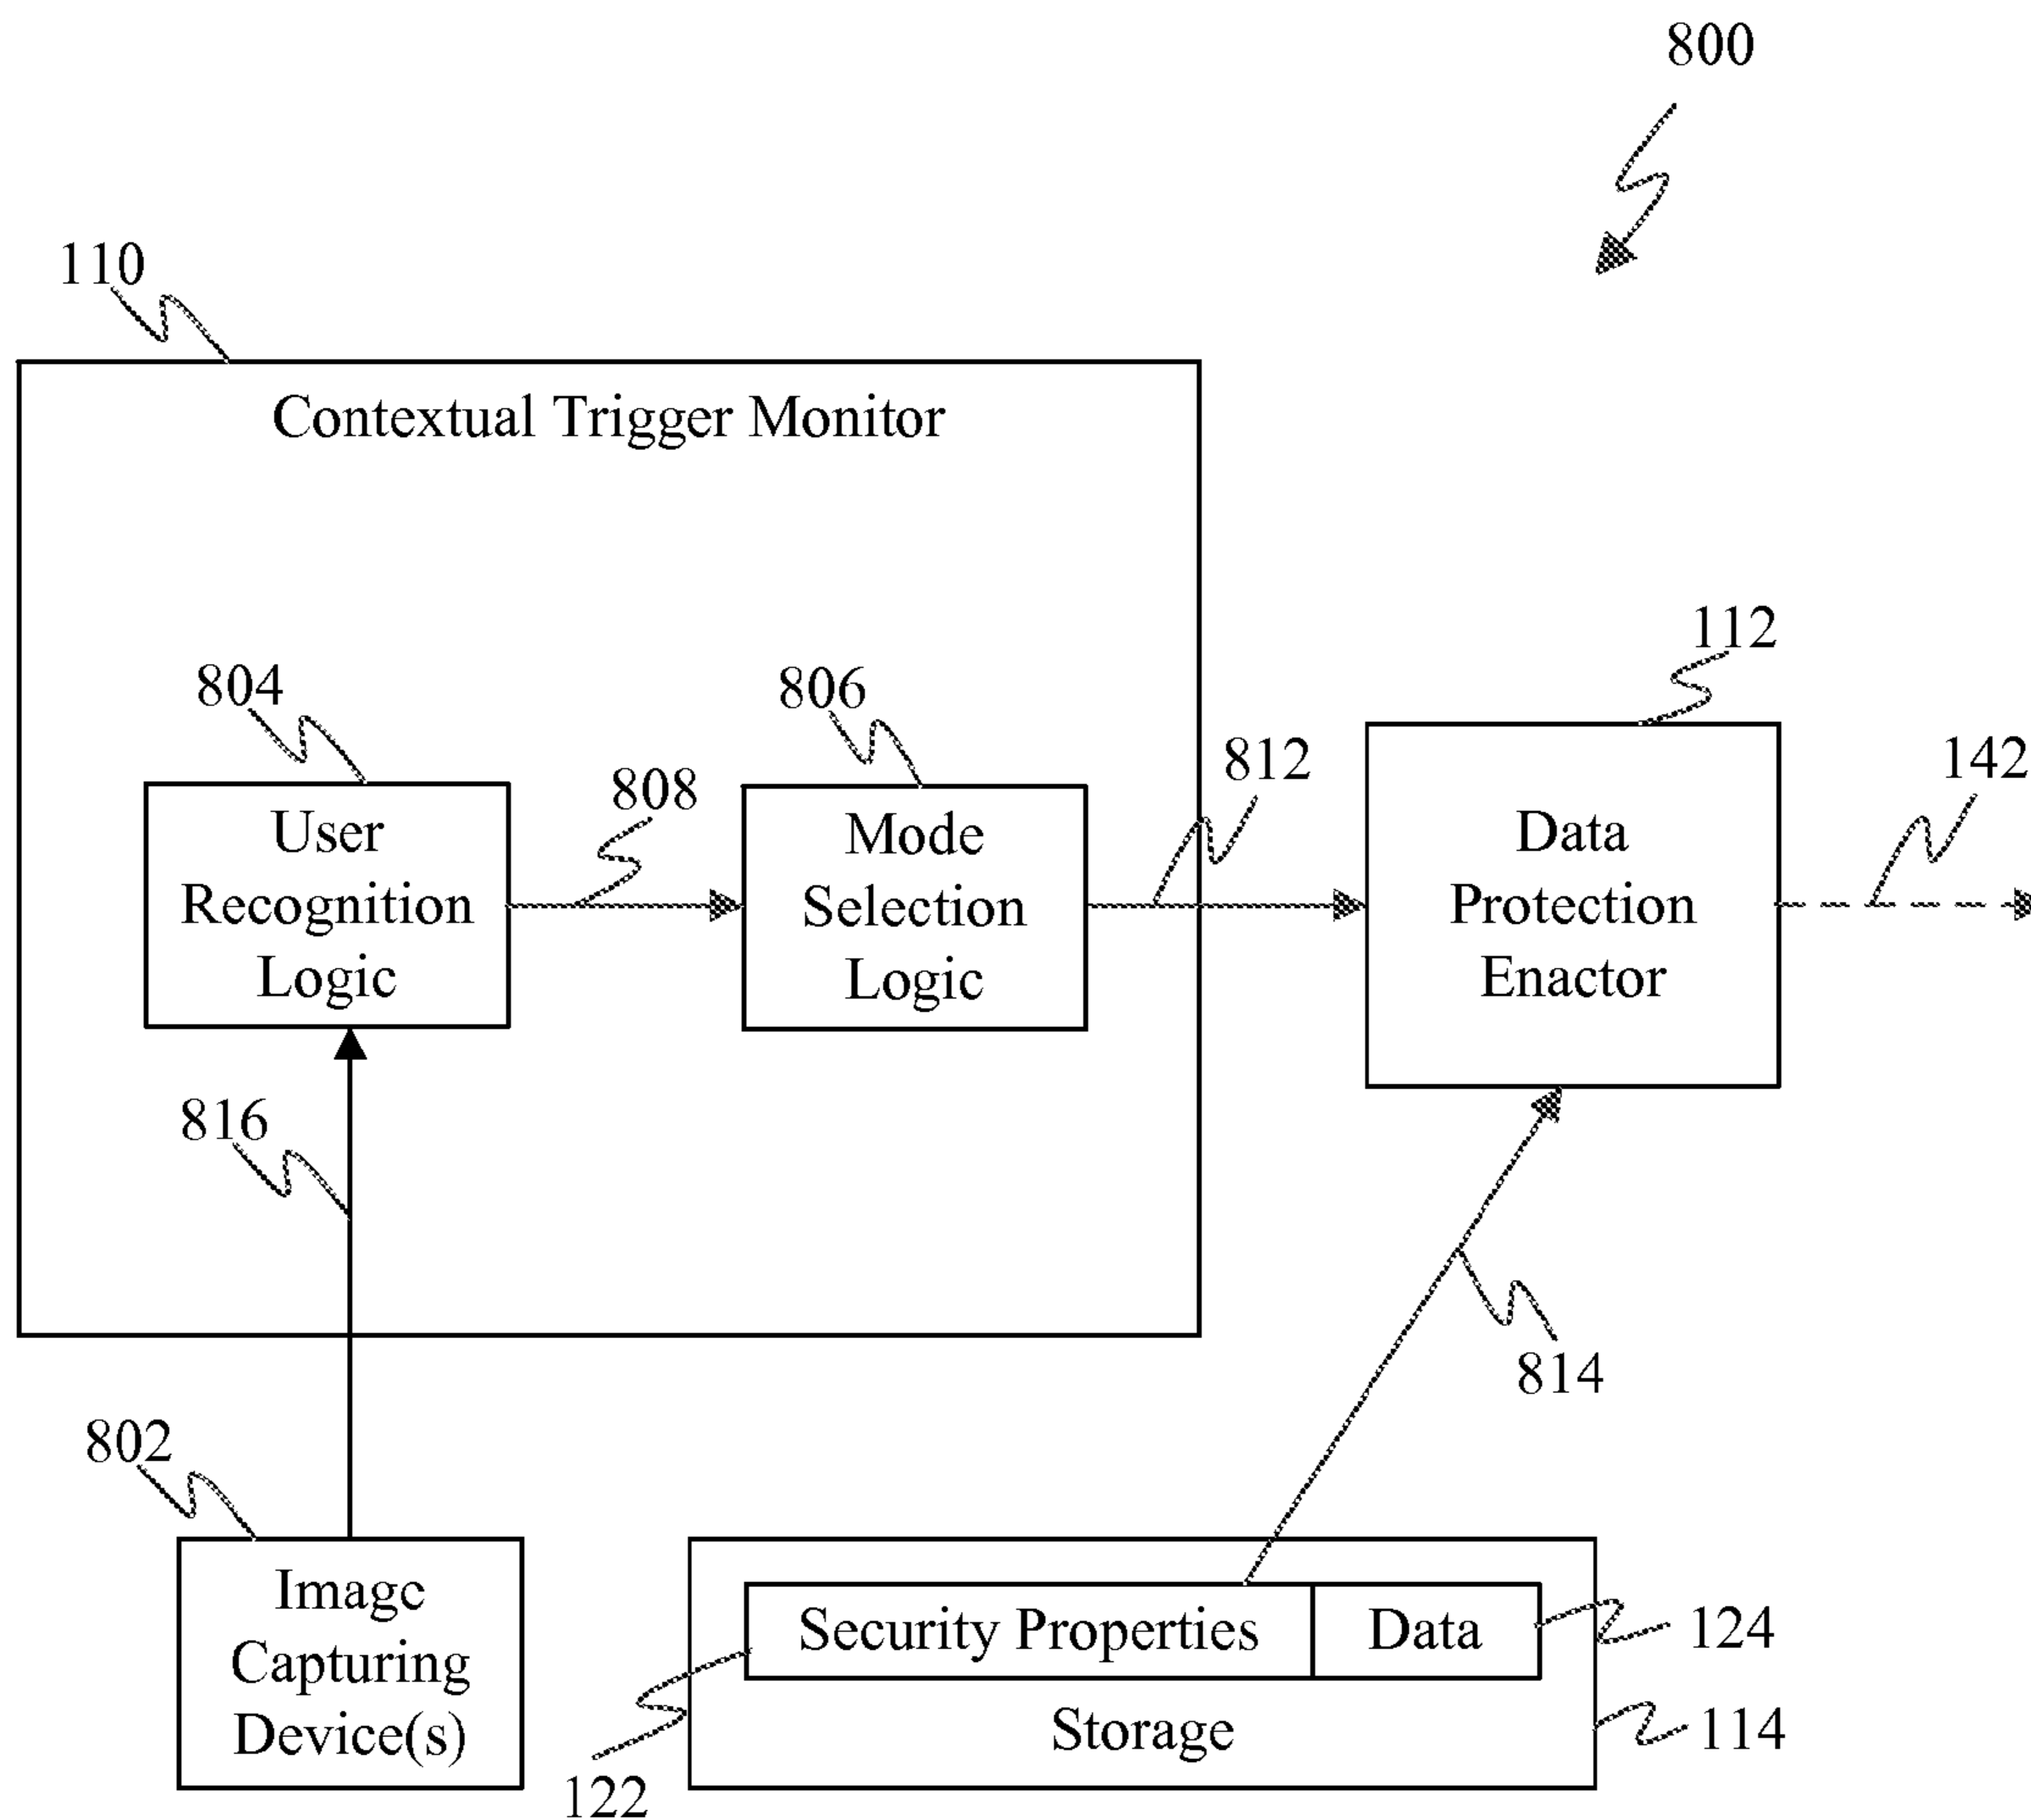 800
110
Contextual Trigger Monitor
112
804
806
812
142
808
User
Recognition
Logic
Mode
Selection
Logic
Data
Protection
Enactor
816
814
802
Image
Capturing
Device(s)
Security Properties
Data
124
Storage
114
122